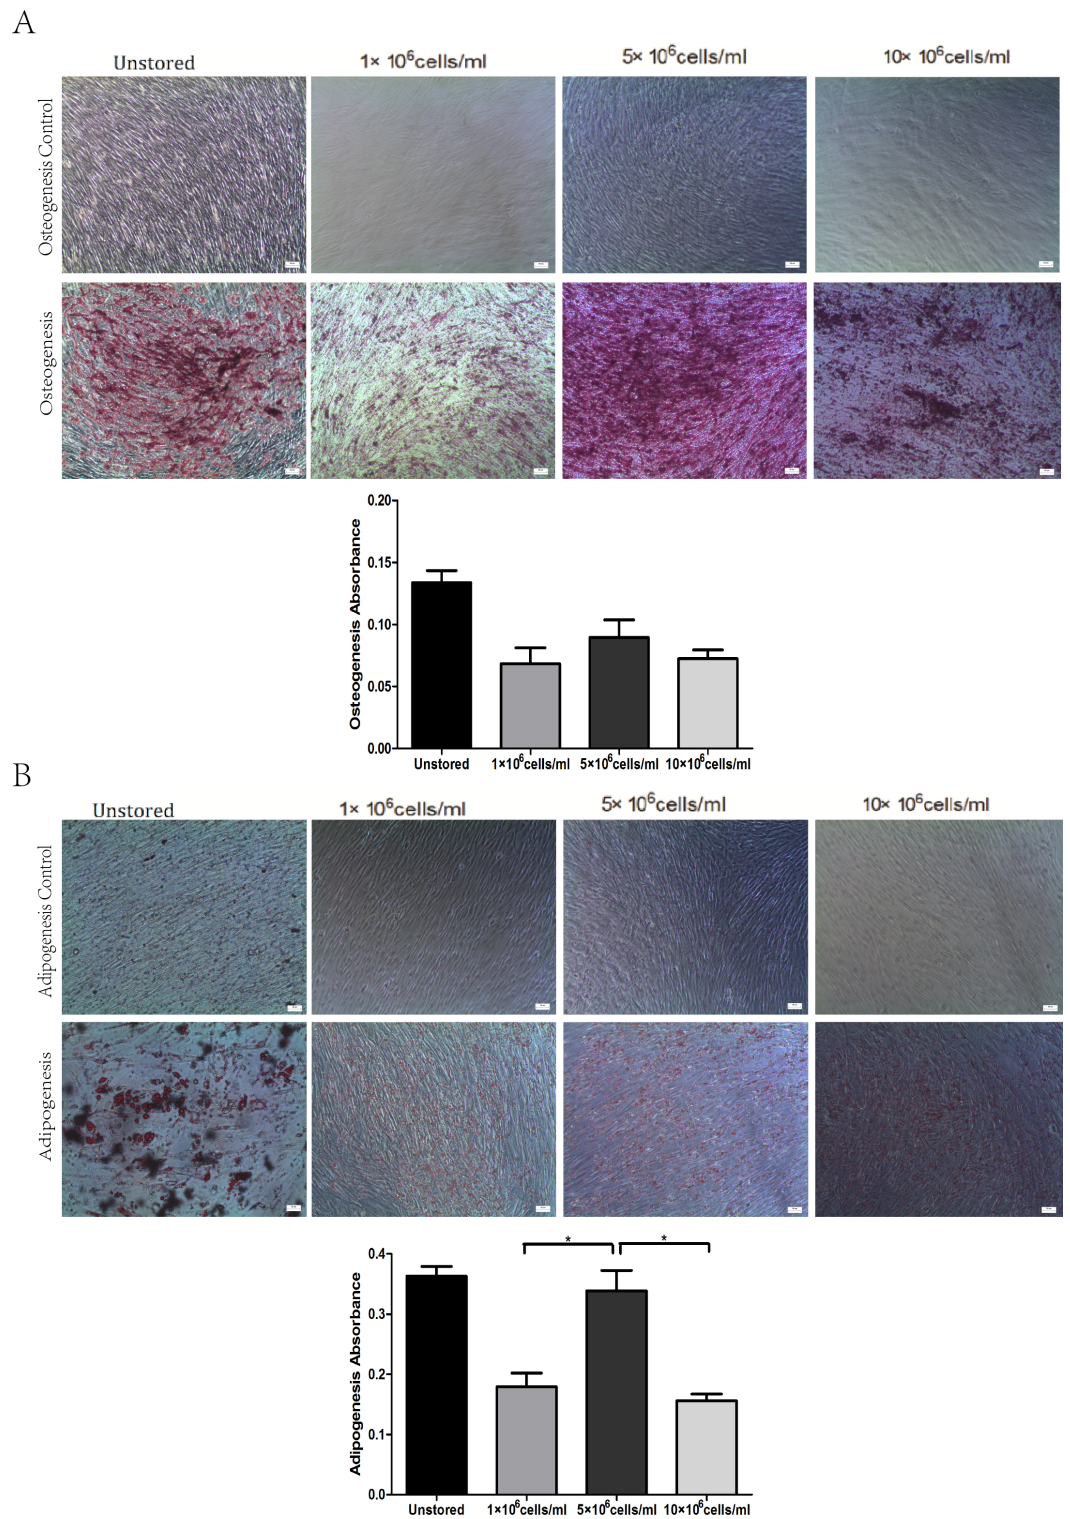 A
Unstored
1× 10⁶cells/ml
5× 10⁶cells/ml
10× 10⁶cells/ml
Osteogenesis Control
Osteogenesis
0.20
0.15
0.10
0.05
0.00
Osteogenesis Absorbance
Unstored
1×10⁶cells/ml
5×10⁶cells/ml
10×10⁶cells/ml
B
Unstored
1× 10⁶cells/ml
5× 10⁶cells/ml
10× 10⁶cells/ml
Adipogenesis Control
Adipogenesis
* *
0.4
0.3
0.2
0.1
0.0
Adipogenesis Absorbance
Unstored
1×10⁶cells/ml
5×10⁶cells/ml
10×10⁶cells/ml